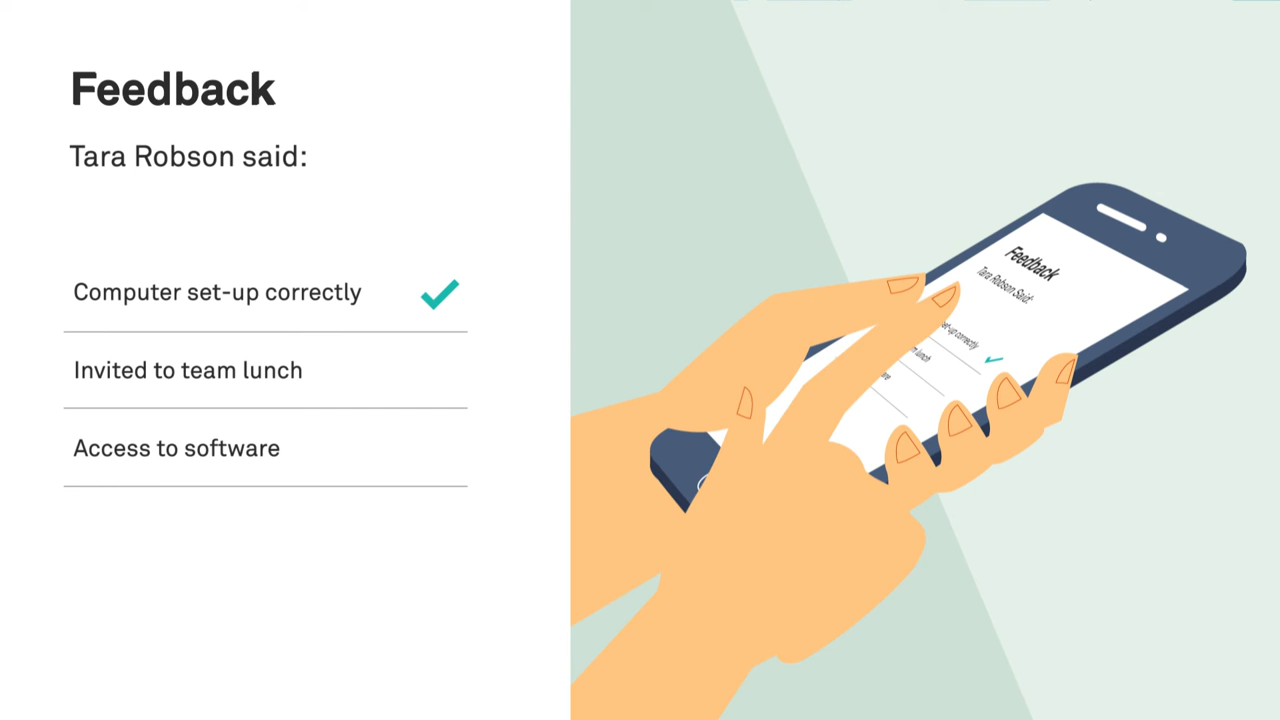 Feedback
Tara Robson said:
Computer set-up correctly
Invited to team lunch
Access to software
Feedback
Tara Robson Said:
set-up correctly
lunch